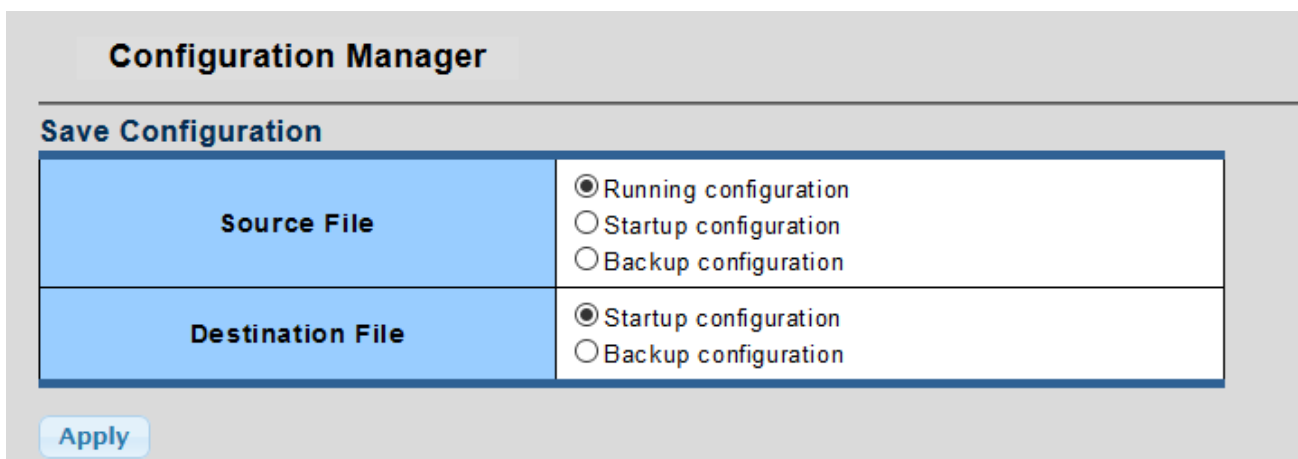 Configuration Manager
Save Configuration
Source File
Running configuration
Startup configuration
Backup configuration
Destination File
Startup configuration
Backup configuration
Apply